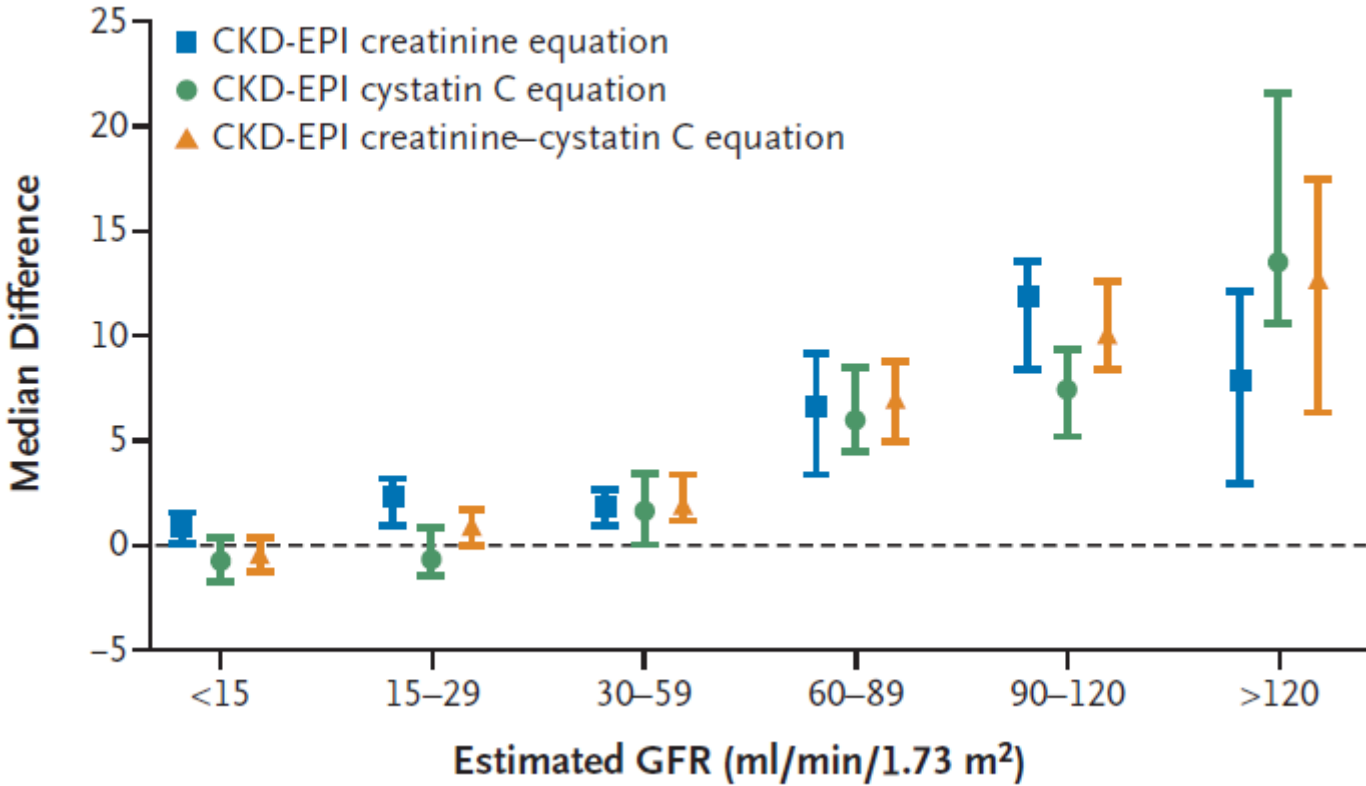 25
CKD-EPI creatinine equation
CKD-EPI cystatin C equation
20
CKD-EPI creatinine–cystatin C equation
15
10
5
0
–5
Median Difference
<15 15–29 30–59 60–89 90–120 >120
Estimated GFR (ml/min/1.73 m²)